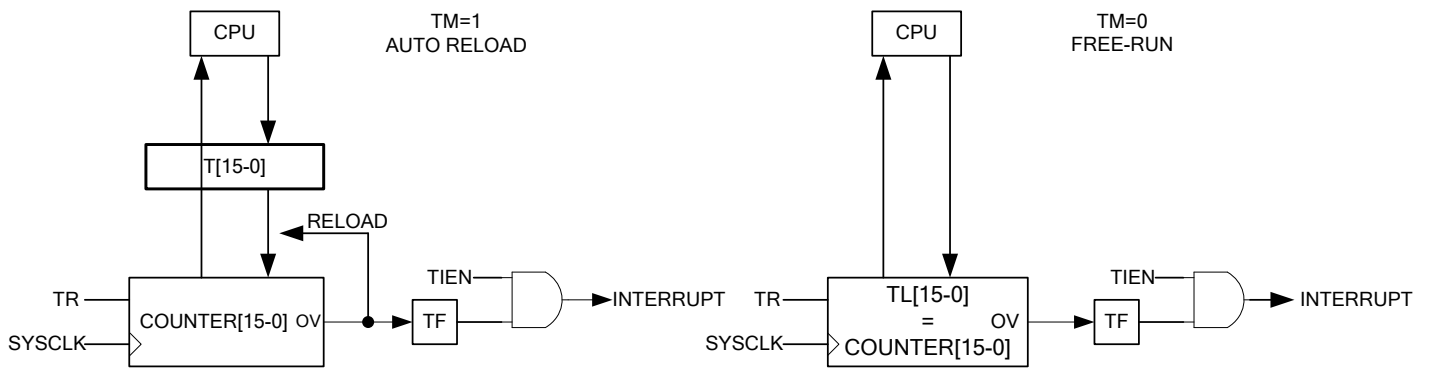 CPU
TM=1
AUTO RELOAD
T[15-0]
RELOAD
TIEN
TR
COUNTER[15-0] OV
TF
INTERRUPT
SYSCLK
CPU
TM=0
FREE-RUN
TIEN
TR
TL[15-0]
=
OV
COUNTER[15-0]
TF
INTERRUPT
SYSCLK